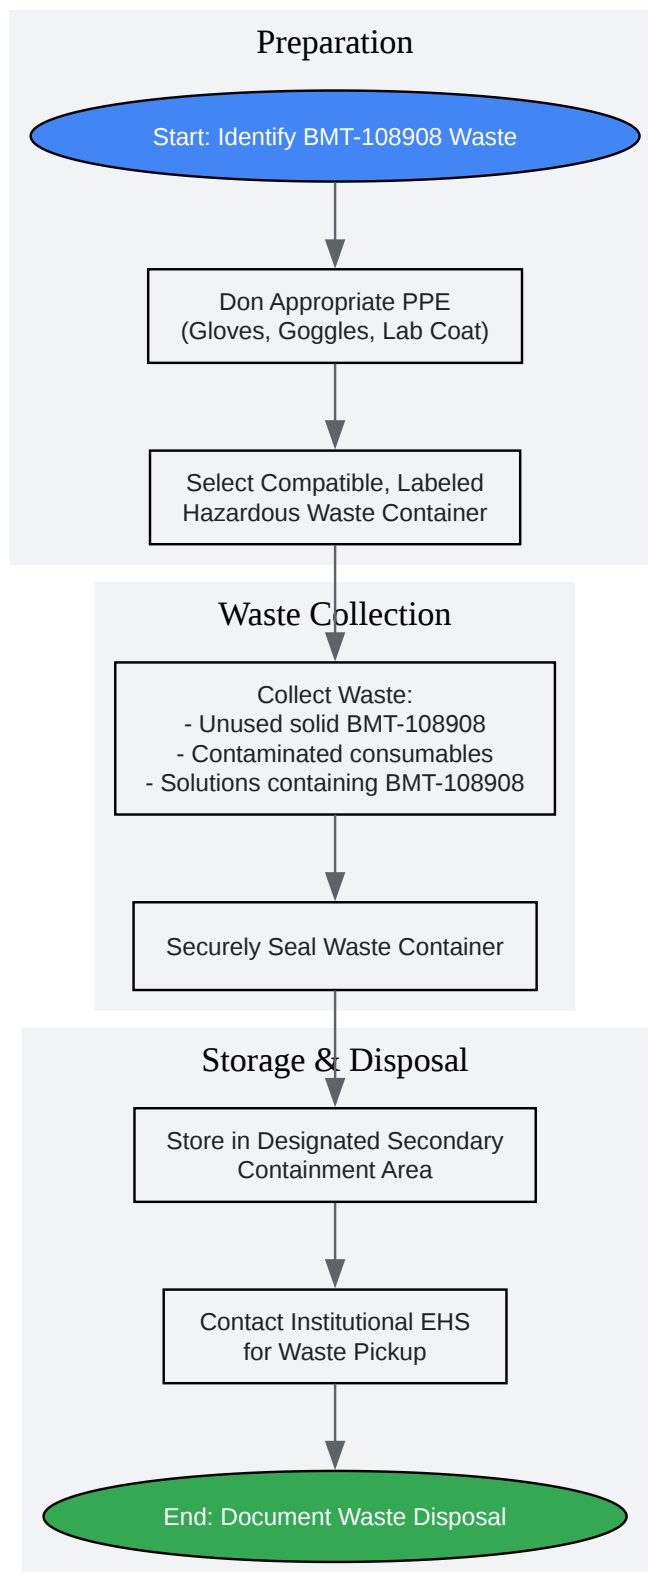 Preparation
Start: Identify BMT-108908 Waste
Don Appropriate PPE
(Gloves, Goggles, Lab Coat)
Select Compatible, Labeled
Hazardous Waste Container
Waste Collection
Collect Waste:
- Unused solid BMT-108908
- Contaminated consumables
- Solutions containing BMT-108908
Securely Seal Waste Container
Storage & Disposal
Store in Designated Secondary
Containment Area
Contact Institutional EHS
for Waste Pickup
End: Document Waste Disposal